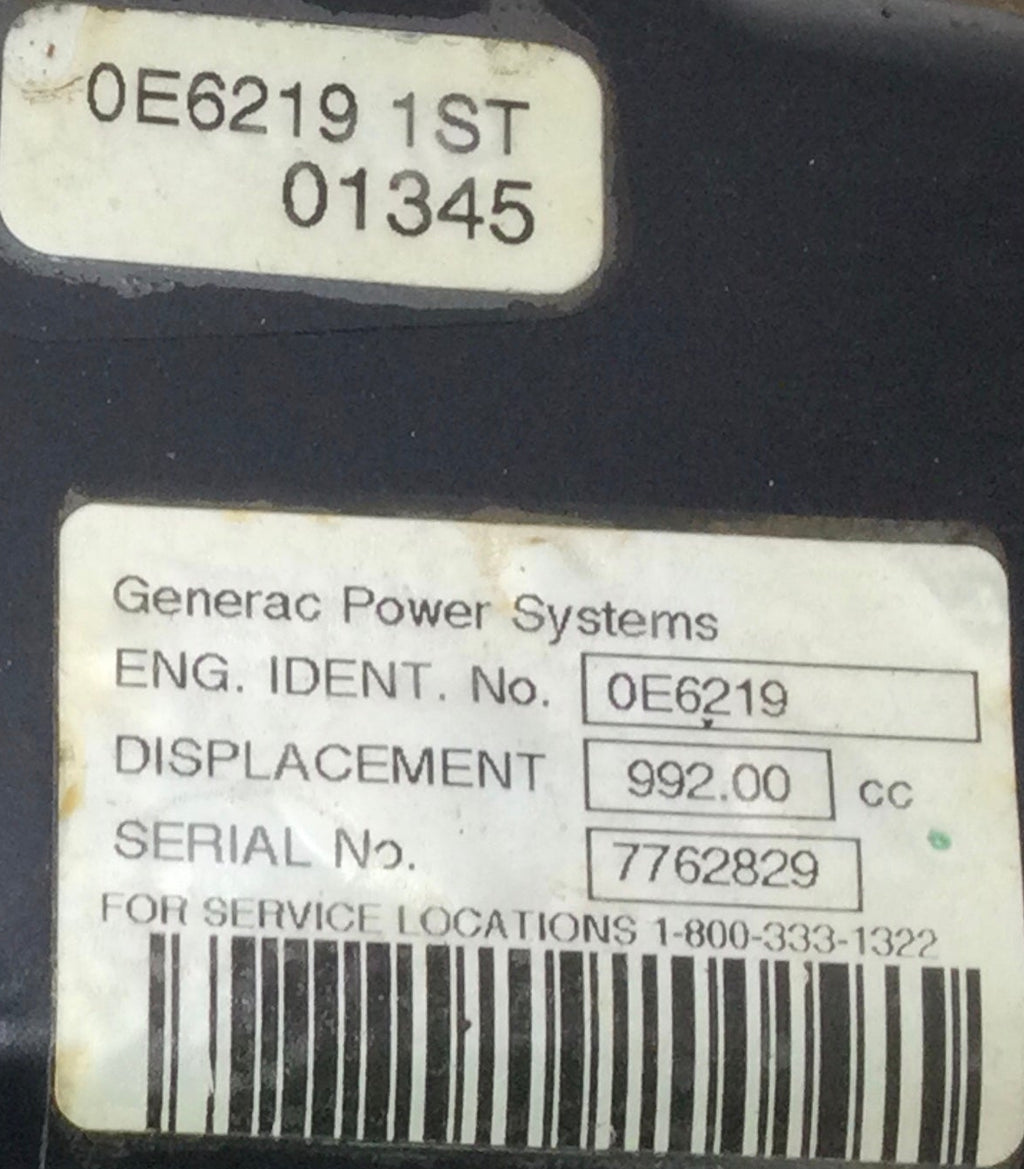 0E6219 1ST
01345
Generac Power Systems
ENG. IDENT. No. 0E6219
DISPLACEMENT 992.00 cc
SERIAL No. 7762829
FOR SERVICE LOCATIONS 1-800-333-1322